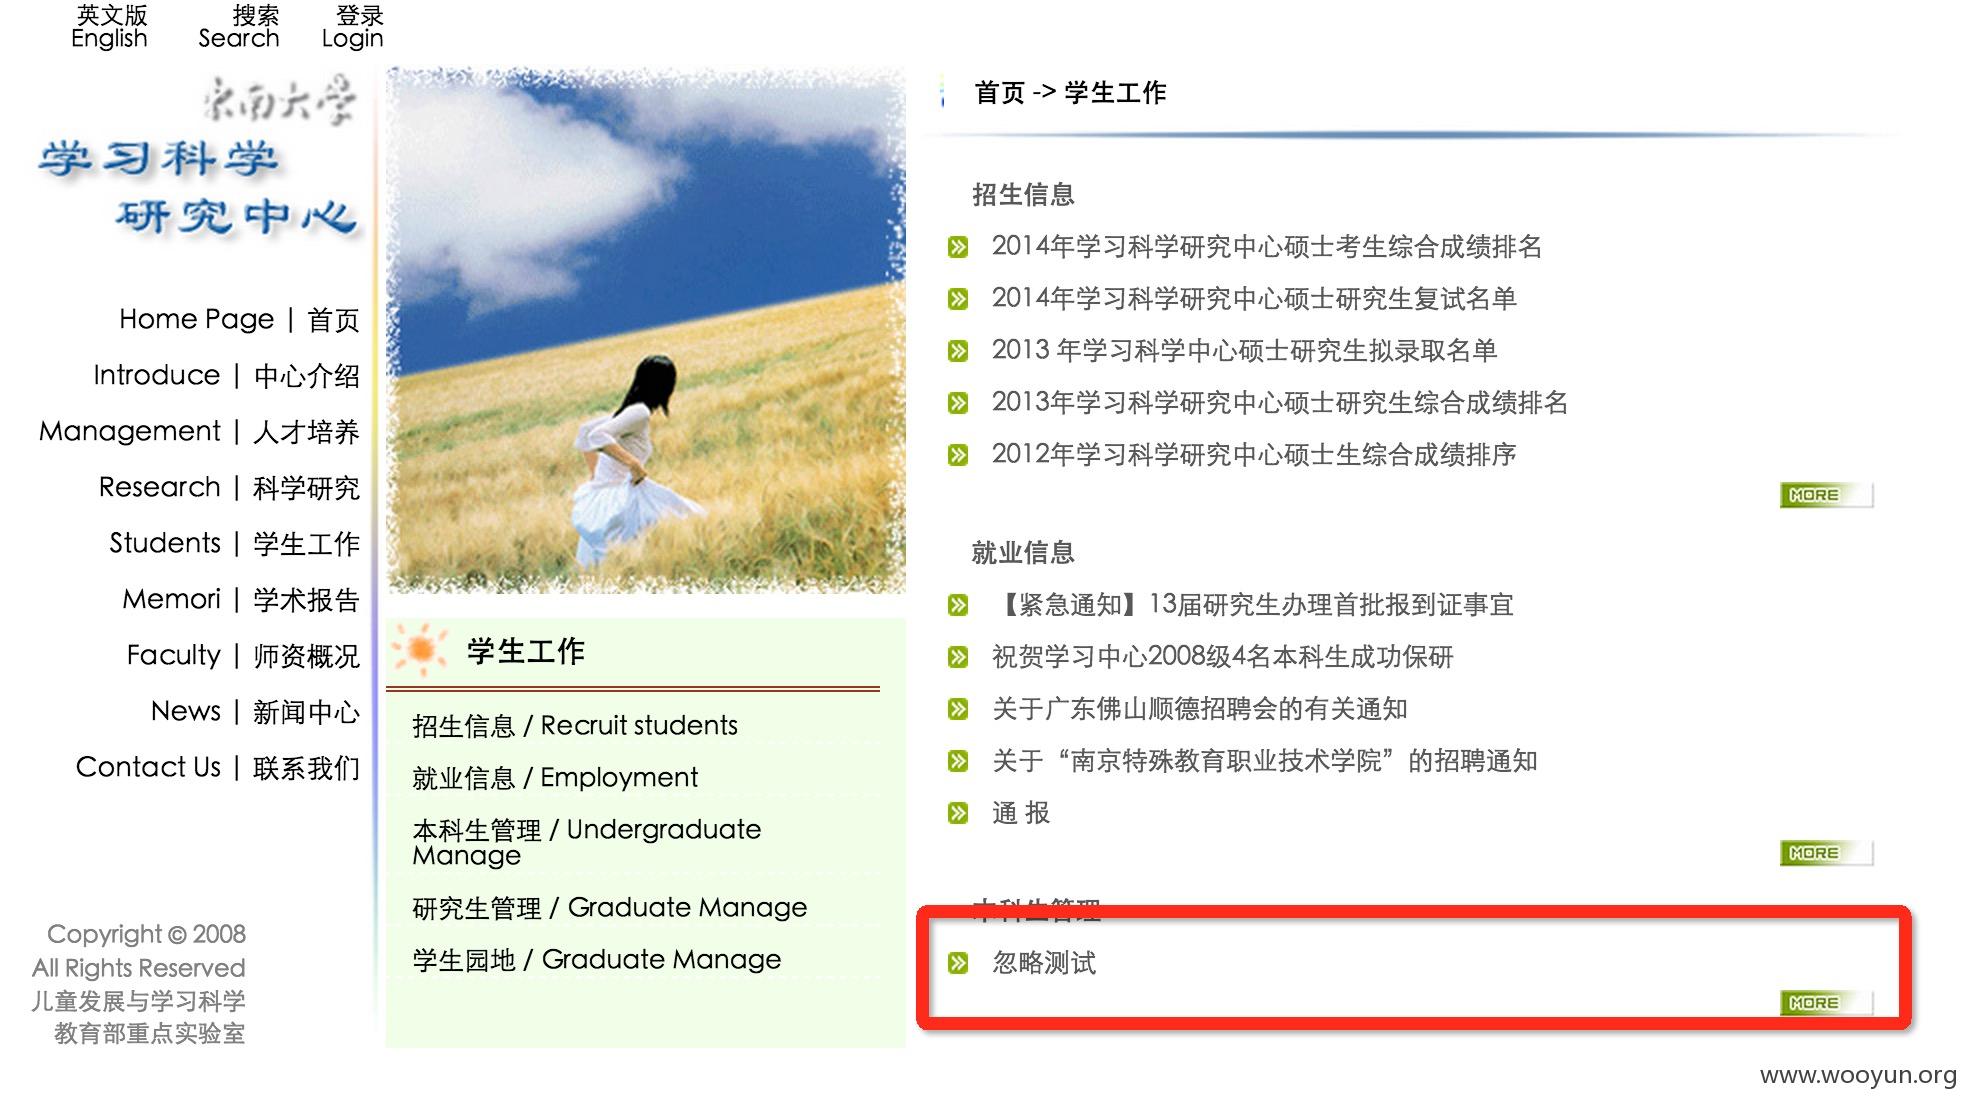 英文版
English
搜索
Search
登录
Login
东南大学
学习科学
研究中心
Home Page | 首页
Introduce | 中心介绍
Management | 人才培养
Research | 科学研究
Students | 学生工作
Memori | 学术报告
Faculty | 师资概况
News | 新闻中心
Contact Us | 联系我们
Copyright © 2008
All Rights Reserved
儿童发展与学习科学
教育部重点实验室
学生工作
招生信息 / Recruit students
就业信息 / Employment
本科生管理 / Undergraduate
Manage
研究生管理 / Graduate Manage
学生园地 / Graduate Manage
首页 -> 学生工作
招生信息
2014年学习科学研究中心硕士考生综合成绩排名
2014年学习科学研究中心硕士研究生复试名单
2013 年学习科学中心硕士研究生拟录取名单
2013年学习科学研究中心硕士研究生综合成绩排名
2012年学习科学研究中心硕士生综合成绩排序
MORE
就业信息
【紧急通知】13届研究生办理首批报到证事宜
祝贺学习中心2008级4名本科生成功保研
关于广东佛山顺德招聘会的有关通知
关于“南京特殊教育职业技术学院”的招聘通知
通 报
MORE
本科生管理
忽略测试
MORE
www.wooyun.org